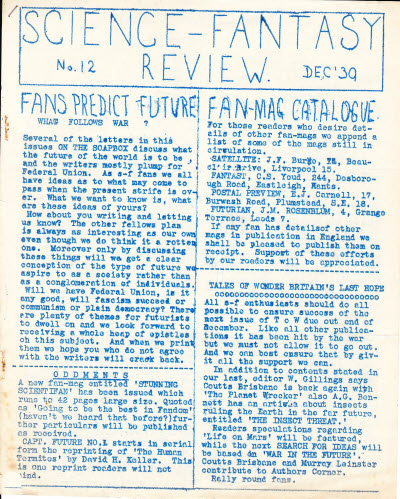 SCIENCE-FANTASY
REVIEW.
No.12
DEC'39
FANS PREDICT FUTURE
WHAT FOLLOWS WAR ?
Several of the letters in this
issues ON THE SOAPBOX discuss what
the future of the world is to be
and the writers mostly plump for
Federal Union. As s-f fans we all
have ideas as to what may come to
pass when the present strife is ov-
er. What we want to know is, what
are these ideas of yours?
How about you writing and letting
us know? The other fellows plan
is always as interesting as our own
even though we do think it a rotten
one. Moreover only by discussing
these things will we get a clear
conception of the type of future we
aspire to as a society rather than
as a conglomeration of individuals.
Will we have Federal Union, is it
any good, will fascism succeed or
communism or plain democracy? There
are plenty of themes for futurists
to dwell on and we look forward to
receiving a whole heap of epistles
on this subject. And when we print
them we hope you who do not agree
with the writers will crack back.
ODDMENTS
A new fan-mag entitled 'STUNNING
SCIENTIFAN' has been issued which
runs to 42 pages large size. Quoted
as 'Going to be the best in Fandom'
(haven't we heard that before?)fur-
ther particulars will be published
as received.
CAPT. FUTURE NO.1 starts in serial
form the reprinting of 'The Human
Termites' by David H. Keller. This
is one reprint readers will not
mind.
FAN-MAG CATALOGUE.
For those readers who desire det-
ails of other fan-mags we append a
list of some of the mags still in
circulation.
SATELLITE: J.F. Burke, 78, Beau-
clair Drive, Liverpool 15.
FANTAST, C.S. Youd, 244, Desboro-
ugh Road, Eastleigh, Hants.
POSTAL PREVIEW, E.J. Carnell, 17,
Burwash Road, Plumstead, S.E. 18.
FUTURIAN, J.M. ROSENBLUM, 4, Grange
Terrace, Leeds 7.
If any fan has detailsof other
mags in publication in England we
shall be pleased to publish them on
receipt. Support of these efforts
by our readers will be appreciated.
TALES OF WONDER BRITAIN'S LAST HOPE
All s-f enthusiasts should do all
possible to ensure success of the
next issue of T o W due out end of
December. Like all other publica-
tions it has been hit by the war
but we must not allow it to go out.
And we can best ensure that by giv-
it all the support we can.
In addition to contents stated in
our last, editor W. Gillings says
Coutts Brisbane is back again with
'The Planet Wrecker' also A.G. Ben-
nett has an article about insects
ruling the Earth in the far future,
entitled 'THE INSECT THREAT.'
Readers speculations regarding
'Life on Mars' will be featured,
while the next SEARCH FOR IDEAS will
be based on 'WAR IN THE FUTURE'.
Coutts Brisbane and Murray Leinster
contribute to Authors Corner.
Rally round fans.